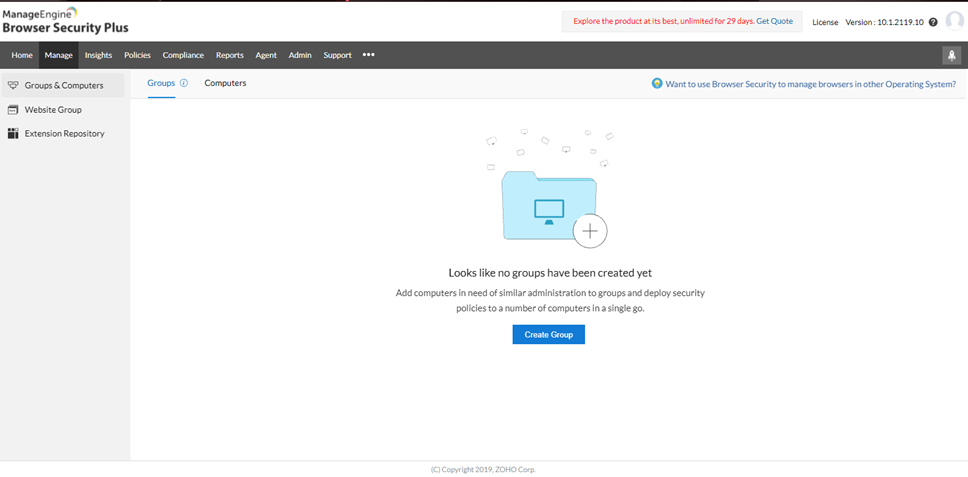 ManageEngine
Browser Security Plus
Explore the product at its best, unlimited for 29 days. Get Quote
License
Version : 10.1.2119.10
?
Home Manage Insights Policies Compliance Reports Agent Admin Support •••
Groups & Computers
Website Group
Extension Repository
Groups i Computers
Want to use Browser Security to manage browsers in other Operating System?
Looks like no groups have been created yet
Add computers in need of similar administration to groups and deploy security
policies to a number of computers in a single go.
Create Group
(C) Copyright 2019, ZOHO Corp.